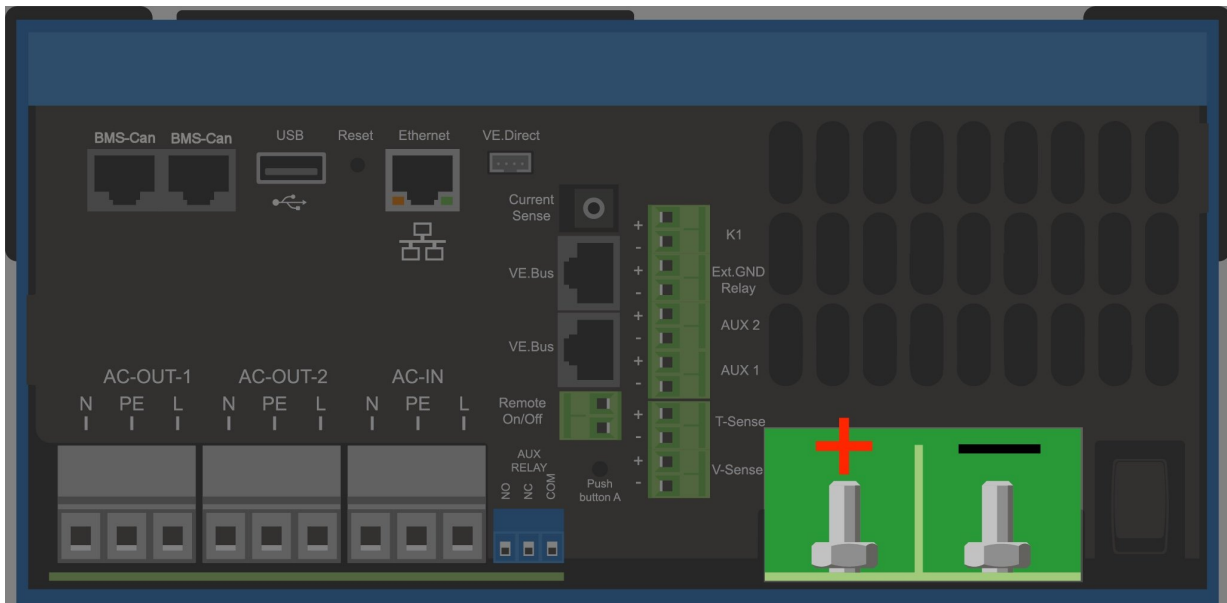 BMS-Can BMS-Can USB Reset Ethernet VE.Direct
Current
Sense
+
-
K1
VE.Bus
+
-
Ext.GND
Relay
+
-
AUX 2
VE.Bus
+
-
AUX 1
AC-OUT-1 AC-OUT-2 AC-IN
N PE L N PE L N PE L
Remote
On/Off
+
-
T-Sense
AUX
RELAY
NO NC COM
Push
button A
+
-
V-Sense
+ −